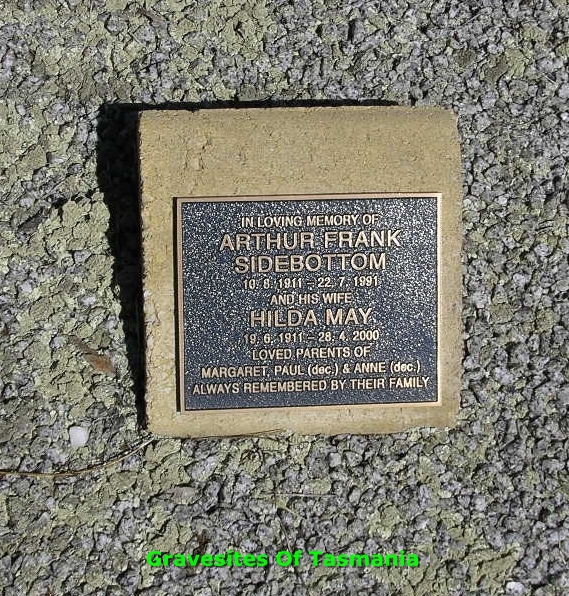 IN LOVING MEMORY OF
ARTHUR FRANK
SIDEBOTTOM
10. 8. 1911 – 22. 7. 1991
AND HIS WIFE
HILDA MAY
19. 6. 1911 – 28. 4. 2000
LOVED PARENTS OF
MARGARET, PAUL (dec.) & ANNE (dec.)
ALWAYS REMEMBERED BY THEIR FAMILY
Gravesites Of Tasmania